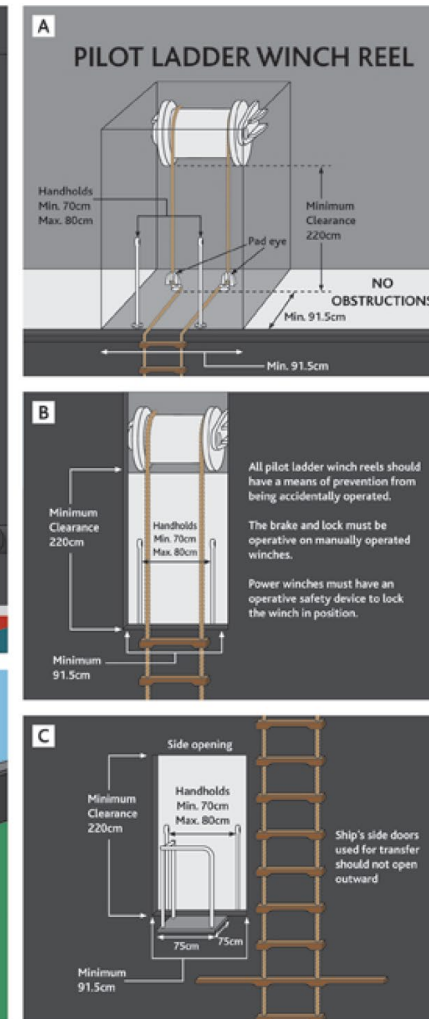 A
PILOT LADDER WINCH REEL
Handholds
Min. 70cm
Max. 80cm
Minimum
Clearance
220cm
Pad eye
NO
OBSTRUCTIONS
Min. 91.5cm
Min. 91.5cm
B
All pilot ladder winch reels should
have a means of prevention from
being accidentally operated.
Minimum
Clearance
220cm
Handholds
Min. 70cm
Max. 80cm
The brake and lock must be
operative on manually operated
winches.
Power winches must have an
operative safety device to lock
the winch in position.
Minimum
91.5cm
C
Side opening
Minimum
Clearance
220cm
Handholds
Min. 70cm
Max. 80cm
Ship's side doors
used for transfer
should not open
outward
75cm
75cm
Minimum
91.5cm